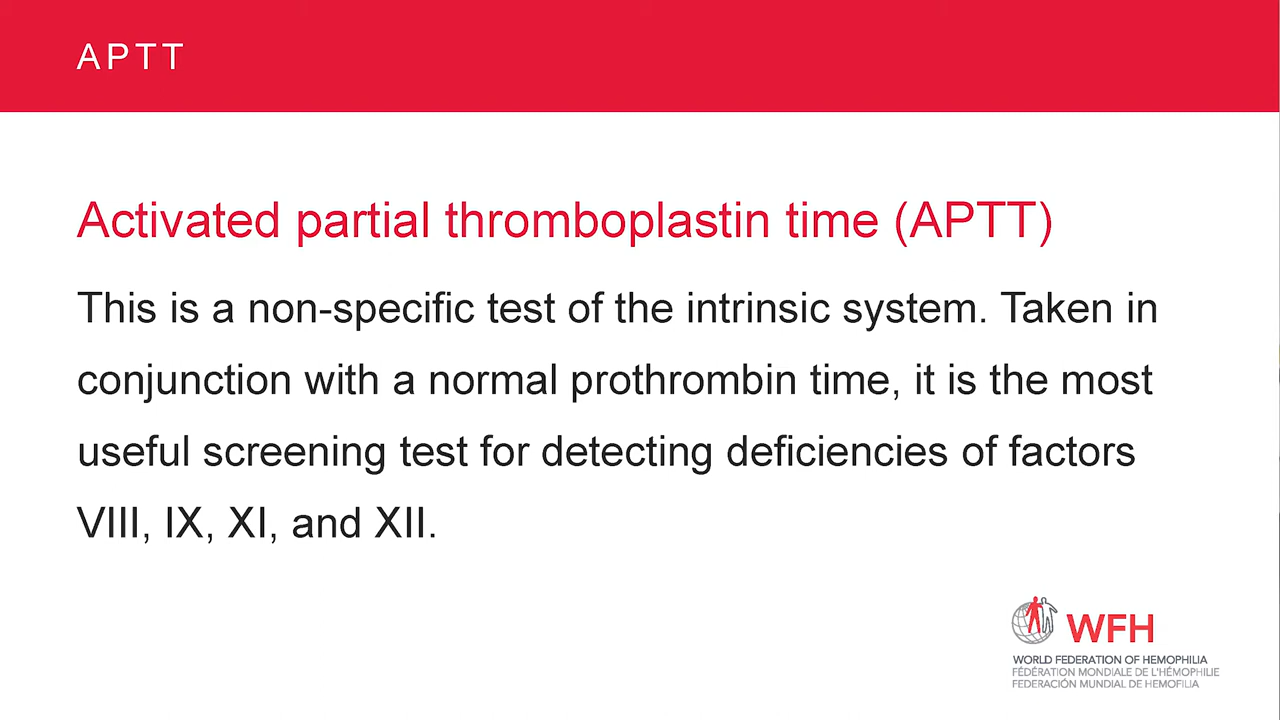 APTT
Activated partial thromboplastin time (APTT)
This is a non-specific test of the intrinsic system. Taken in
conjunction with a normal prothrombin time, it is the most
useful screening test for detecting deficiencies of factors
VIII, IX, XI, and XII.
WFH
WORLD FEDERATION OF HEMOPHILIA
FÉDÉRATION MONDIALE DE L'HÉMOPHILIE
FEDERACIÓN MUNDIAL DE HEMOFILIA